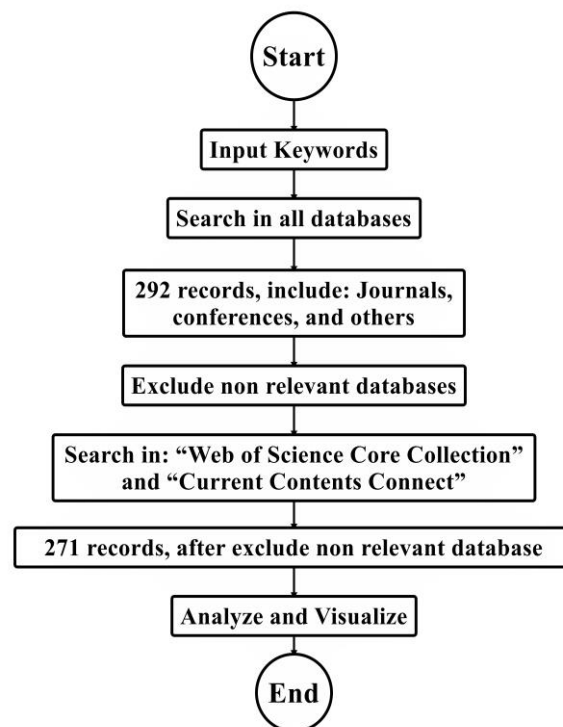 Start
Input Keywords
Search in all databases
292 records, include: Journals,
conferences, and others
Exclude non relevant databases
Search in: “Web of Science Core Collection”
and “Current Contents Connect”
271 records, after exclude non relevant database
Analyze and Visualize
End